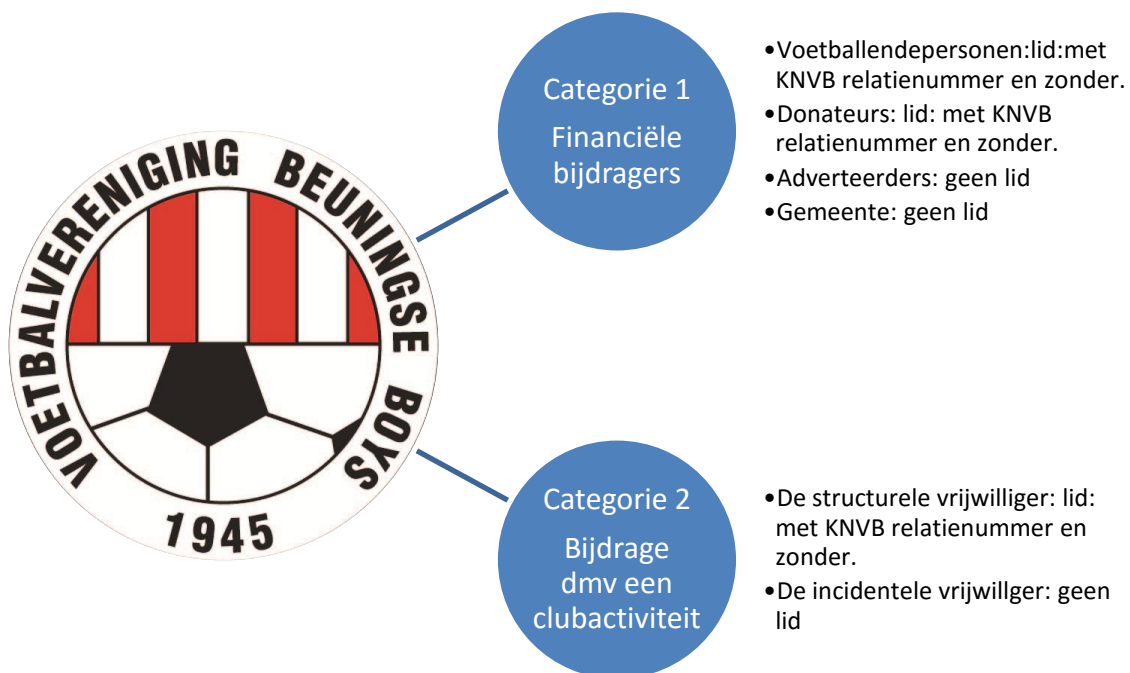 VOETBALVERENIGING BEUNINGSE BOYS
1945
Categorie 1
Financiële
bijdragers
•Voetballendepersonen:lid:met
KNVB relatienummer en zonder.
•Donateurs: lid: met KNVB
relatienummer en zonder.
•Adverteerders: geen lid
•Gemeente: geen lid
Categorie 2
Bijdrage
dmv een
clubactiviteit
•De structurele vrijwilliger: lid:
met KNVB relatienummer en
zonder.
•De incidentele vrijwillger: geen
lid